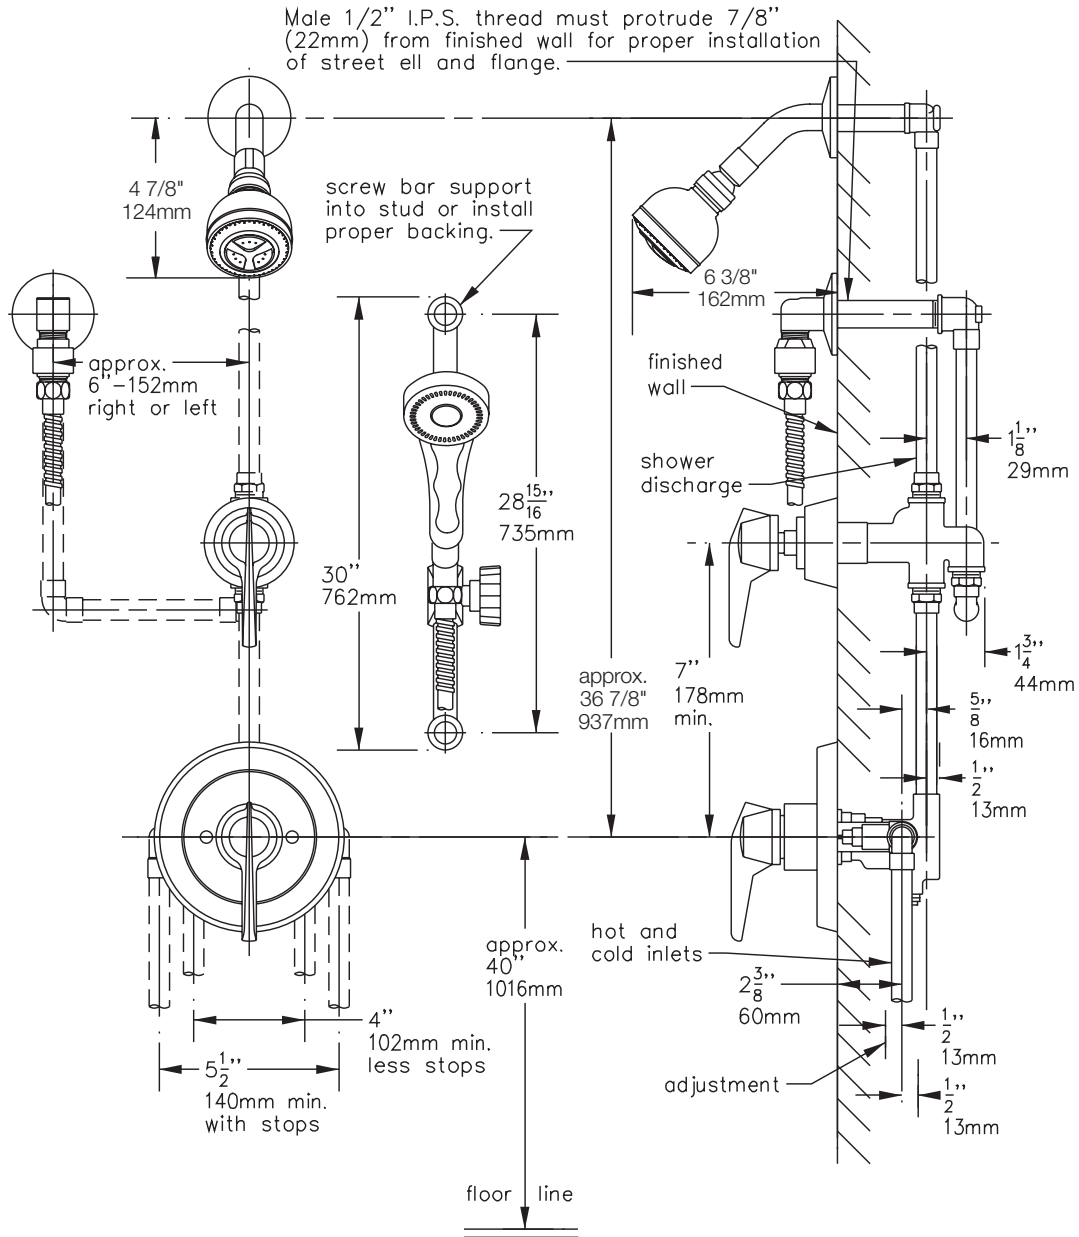 Male 1/2" I.P.S. thread must protrude 7/8"
(22mm) from finished wall for proper installation
of street ell and flange.
4 7/8"
124mm
screw bar support
into stud or install
proper backing.
6 3/8"
162mm
approx.
6"-152mm
right or left
finished
wall
1 1/8"
29mm
shower
discharge
28 15/16"
735mm
30"
762mm
approx.
36 7/8"
937mm
7"
178mm
min.
1 3/4"
44mm
5/8"
16mm
1/2"
13mm
approx.
40"
1016mm
hot and
cold inlets
2 3/8"
60mm
4"
102mm min.
less stops
1/2"
13mm
5 1/2"
140mm min.
with stops
adjustment
1/2"
13mm
floor line